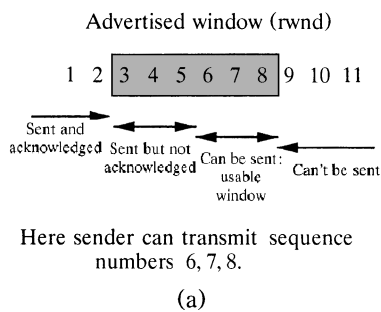 Advertised window (rwnd)
1 2 3 4 5 6 7 8 9 10 11
Sent and
acknowledged
Sent but not
acknowledged
Can be sent:
usable
window
Can't be sent
Here sender can transmit sequence
numbers 6, 7, 8.
(a)